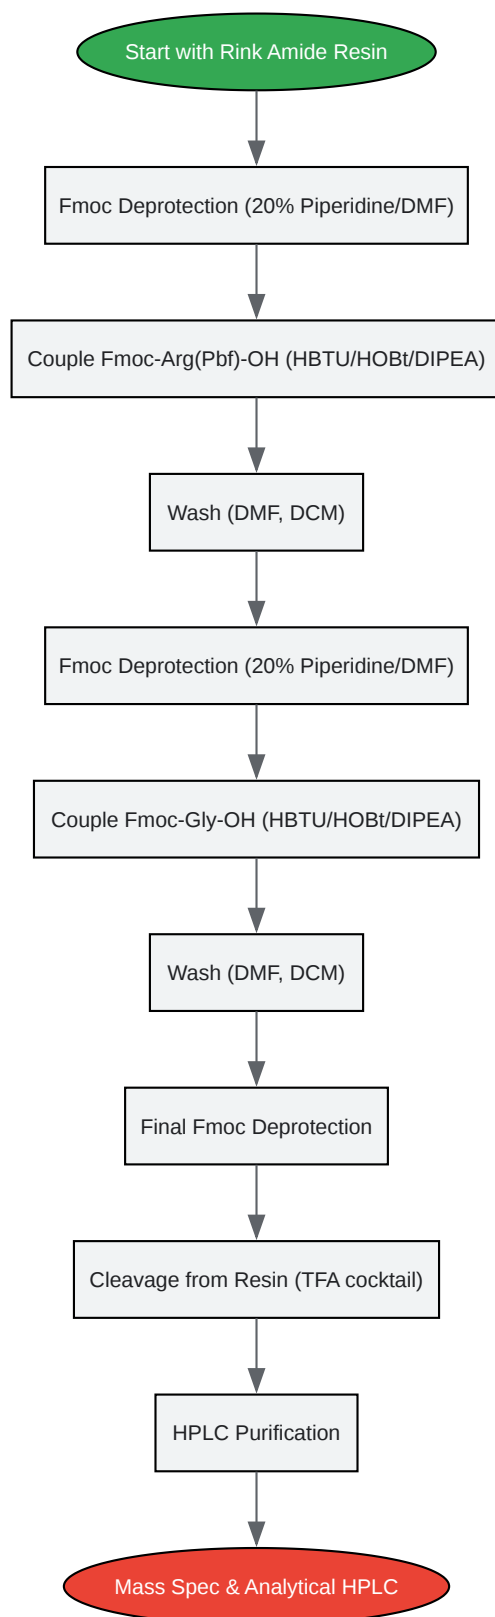 Start with Rink Amide Resin
Fmoc Deprotection (20% Piperidine/DMF)
Couple Fmoc-Arg(Pbf)-OH (HBTU/HOBt/DIPEA)
Wash (DMF, DCM)
Fmoc Deprotection (20% Piperidine/DMF)
Couple Fmoc-Gly-OH (HBTU/HOBt/DIPEA)
Wash (DMF, DCM)
Final Fmoc Deprotection
Cleavage from Resin (TFA cocktail)
HPLC Purification
Mass Spec & Analytical HPLC